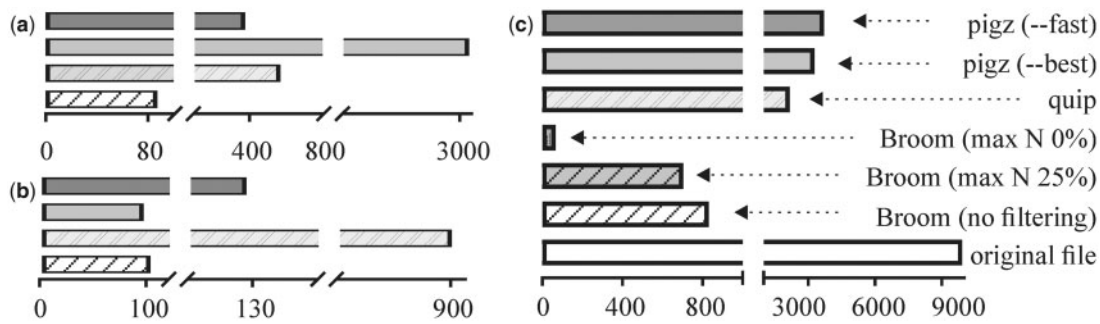 (a)
0 80 400 800 3000
(b)
0 100 130 900
(c)
pigz (--fast)
pigz (--best)
quip
Broom (max N 0%)
Broom (max N 25%)
Broom (no filtering)
original file
0 400 800 3000 6000 9000